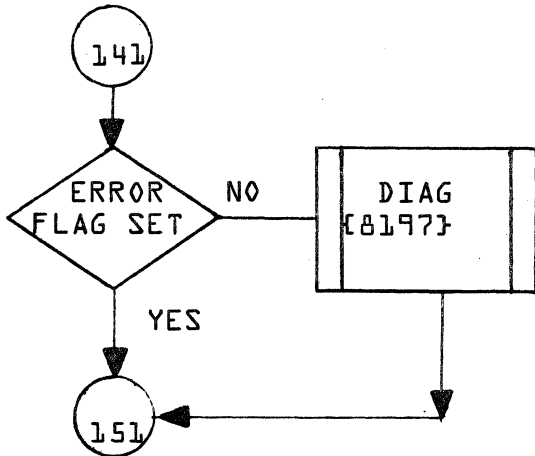 141
ERROR
FLAG SET
NO
DIAG
{8197}
YES
151